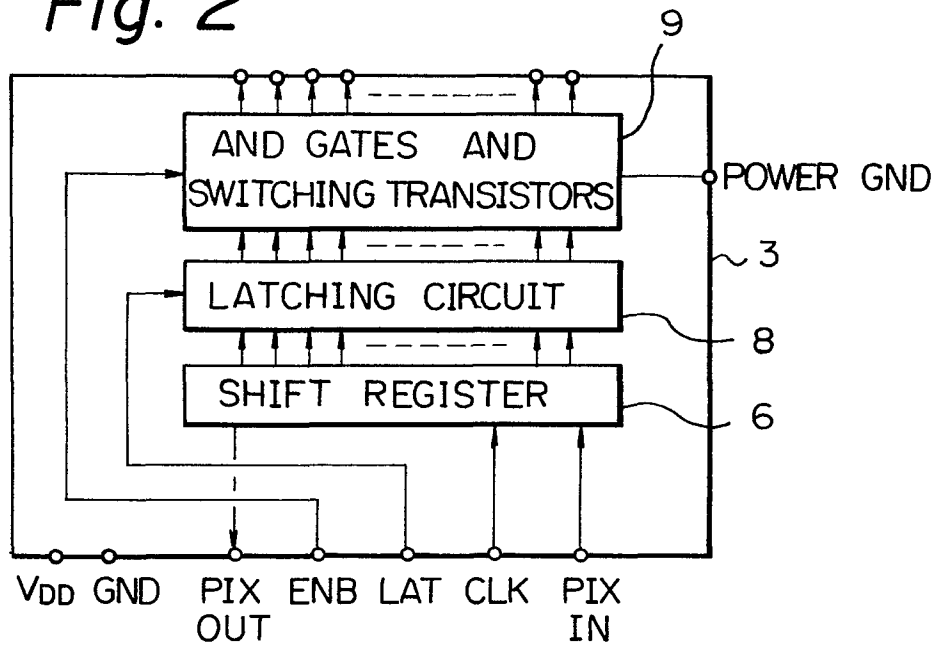 Fig. 2
9
AND GATES AND
SWITCHING TRANSISTORS
POWER GND
3
LATCHING CIRCUIT
8
SHIFT REGISTER
6
VDD GND PIX ENB LAT CLK PIX
OUT IN